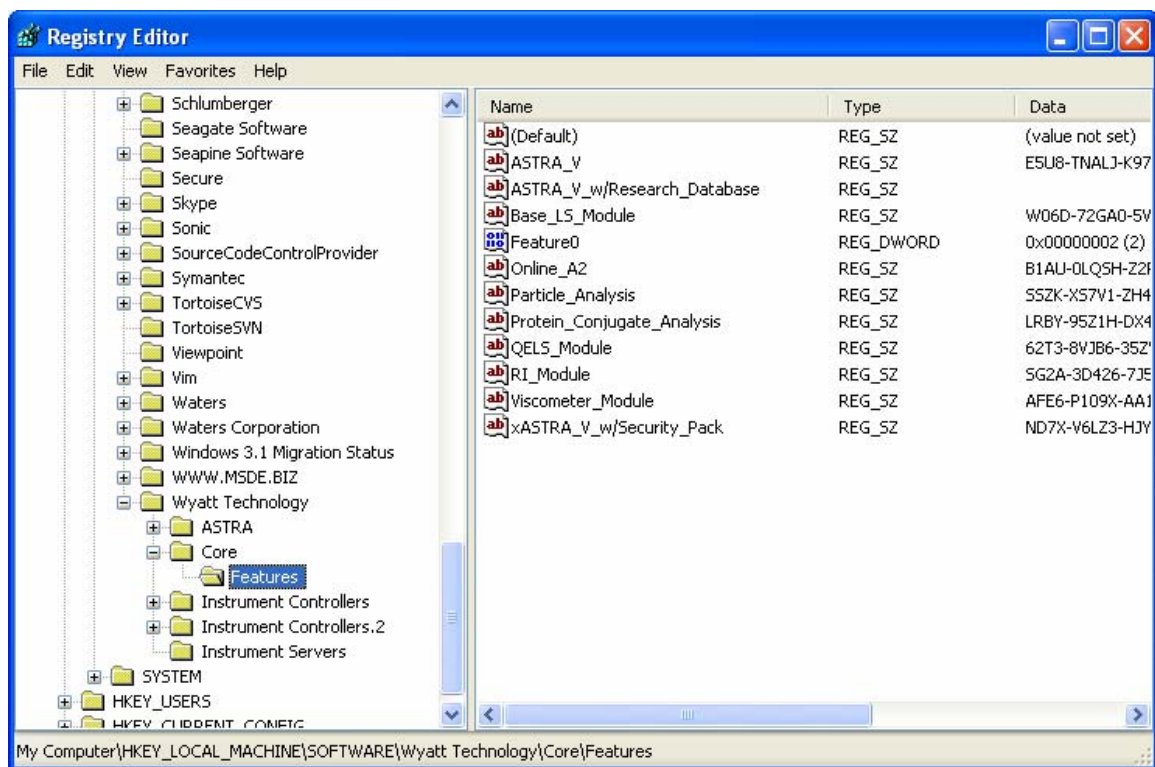 Registry Editor
File Edit View Favorites Help
Schlumberger
Seagate Software
Seapine Software
Secure
Skype
Sonic
SourceCodeControlProvider
Symantec
TortoiseCVS
TortoiseSVN
Viewpoint
Vim
Waters
Waters Corporation
Windows 3.1 Migration Status
WWW.MSDE.BIZ
Wyatt Technology
ASTRA
Core
Features
Instrument Controllers
Instrument Controllers.2
Instrument Servers
SYSTEM
HKEY_USERS
HKEY_CURRENT_CONFIG
Name Type Data
(Default) REG_SZ (value not set)
ASTRA_V REG_SZ E5U8-TNALJ-K97
ASTRA_V_w/Research_Database REG_SZ
Base_LS_Module REG_SZ W06D-72GA0-5V
Feature0 REG_DWORD 0x00000002 (2)
Online_A2 REG_SZ B1AU-0LQSH-Z2
Particle_Analysis REG_SZ SSZK-XS7V1-ZH4
Protein_Conjugate_Analysis REG_SZ LRBY-95Z1H-DX4
QELS_Module REG_SZ 62T3-8VJB6-35Z
RI_Module REG_SZ SG2A-3D426-7J5
Viscometer_Module REG_SZ AFE6-P109X-AA1
xASTRA_V_w/Security_Pack REG_SZ ND7X-V6LZ3-HJY
My Computer\HKEY_LOCAL_MACHINE\SOFTWARE\Wyatt Technology\Core\Features